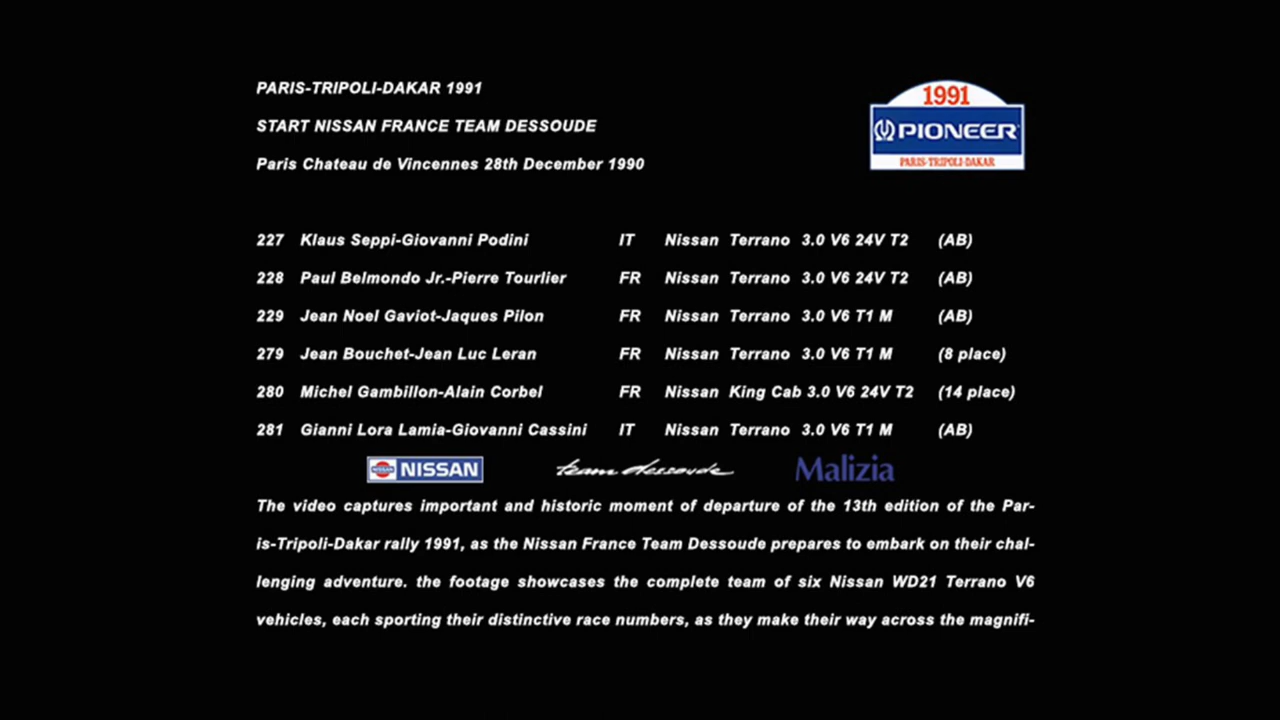 PARIS-TRIPOLI-DAKAR 1991
START NISSAN FRANCE TEAM DESSOUDE
Paris Chateau de Vincennes 28th December 1990
1991
PIONEER
PARIS-TRIPOLI-DAKAR
227 Klaus Seppi-Giovanni Podini IT Nissan Terrano 3.0 V6 24V T2 (AB)
228 Paul Belmondo Jr.-Pierre Tourlier FR Nissan Terrano 3.0 V6 24V T2 (AB)
229 Jean Noel Gaviot-Jaques Pilon FR Nissan Terrano 3.0 V6 T1 M (AB)
279 Jean Bouchet-Jean Luc Leran FR Nissan Terrano 3.0 V6 T1 M (8 place)
280 Michel Gambillon-Alain Corbel FR Nissan King Cab 3.0 V6 24V T2 (14 place)
281 Gianni Lora Lamia-Giovanni Cassini IT Nissan Terrano 3.0 V6 T1 M (AB)
NISSAN team dessoude Malizia
The video captures important and historic moment of departure of the 13th edition of the Par-
is-Tripoli-Dakar rally 1991, as the Nissan France Team Dessoude prepares to embark on their chal-
lenging adventure. the footage showcases the complete team of six Nissan WD21 Terrano V6
vehicles, each sporting their distinctive race numbers, as they make their way across the magnifi-